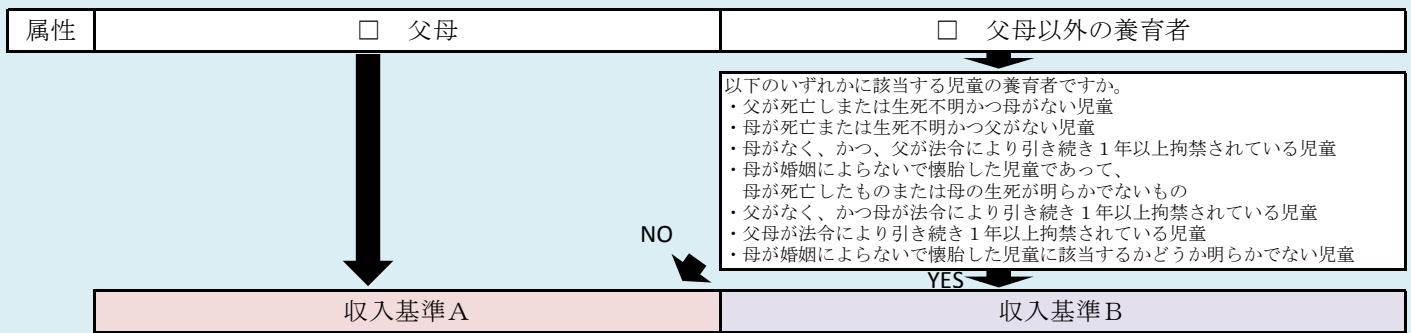 属性
□ 父母
□ 父母以外の養育者
以下のいずれかに該当する児童の養育者ですか。
・父が死亡しまたは生死不明かつ母がない児童
・母が死亡または生死不明かつ父がない児童
・母がなく、かつ、父が法令により引き続き１年以上拘禁されている児童
・母が婚姻によらないで懐胎した児童であって、
母が死亡したものまたは母の生死が明らかでないもの
・父がなく、かつ母が法令により引き続き１年以上拘禁されている児童
・父母が法令により引き続き１年以上拘禁されている児童
・母が婚姻によらないで懐胎した児童に該当するかどうか明らかでない児童
NO
YES
収入基準Ａ
収入基準Ｂ